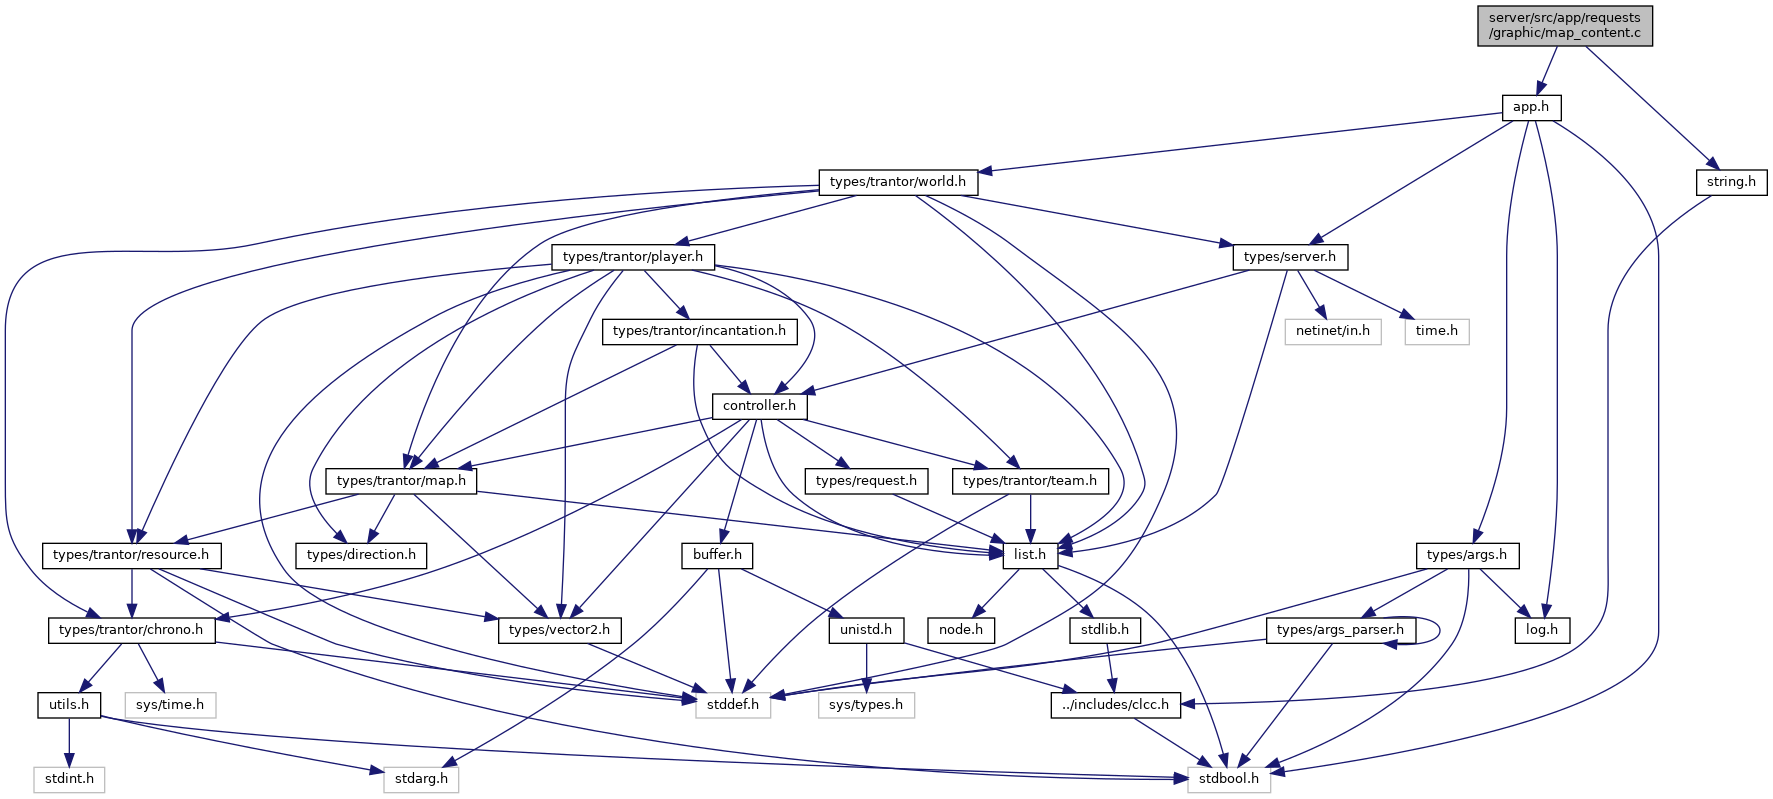 server/src/app/requests
/graphic/map_content.c
app.h
types/trantor/world.h
string.h
types/trantor/player.h
types/server.h
types/trantor/incantation.h
netinet/in.h
time.h
controller.h
types/trantor/map.h
types/request.h
types/trantor/team.h
types/trantor/resource.h
types/direction.h
buffer.h
list.h
types/args.h
types/trantor/chrono.h
types/vector2.h
unistd.h
node.h
stdlib.h
types/args_parser.h
log.h
utils.h
sys/time.h
stddef.h
sys/types.h
../includes/clcc.h
stdint.h
stdarg.h
stdbool.h